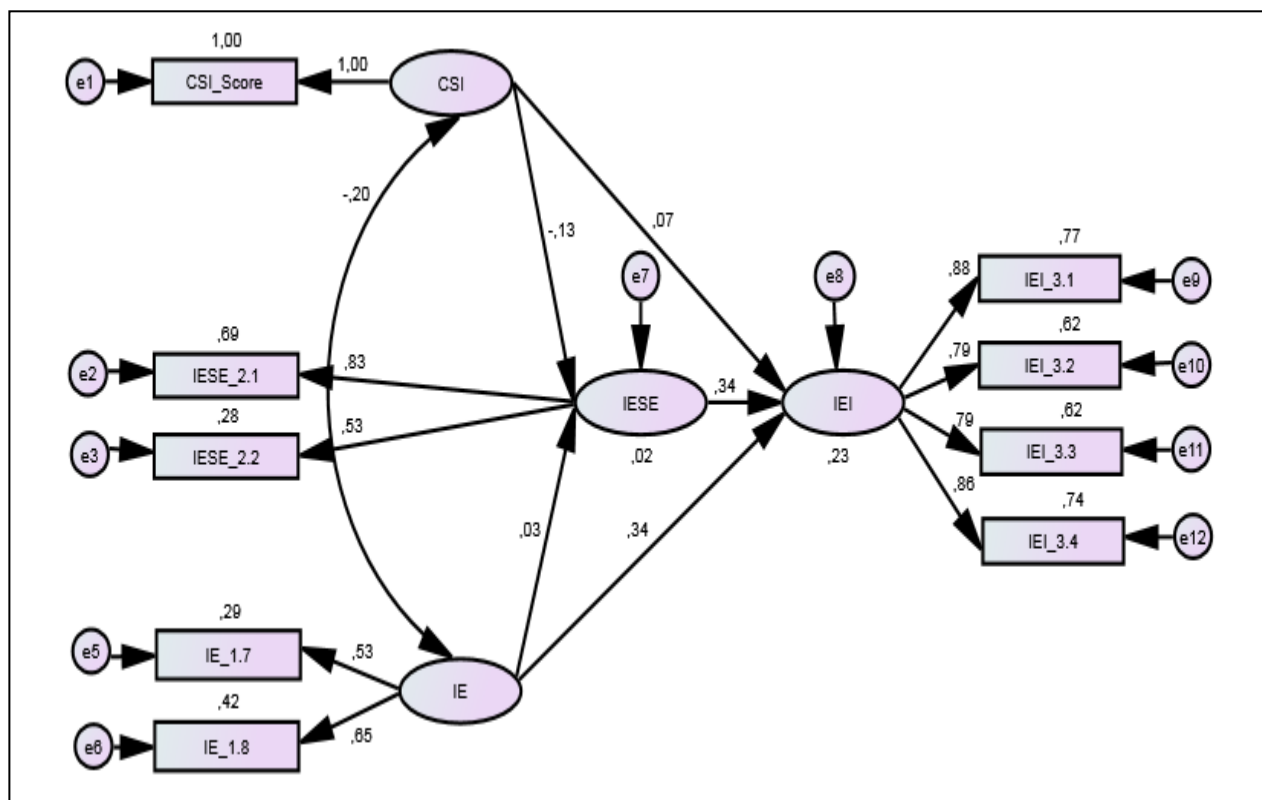 1,00
e1
CSI_Score
1,00
CSI
-,20
-,13
,07
e7
e8
,77
,88
IEI_3.1
e9
,62
,79
IEI_3.2
e10
,69
e2
IESE_2.1
,83
IESE
,34
IEI
,62
,79
IEI_3.3
e11
,28
e3
IESE_2.2
,53
,02
,23
,86
,74
IEI_3.4
e12
,03
,34
,29
e5
IE_1.7
,53
IE
,42
e6
IE_1.8
,65